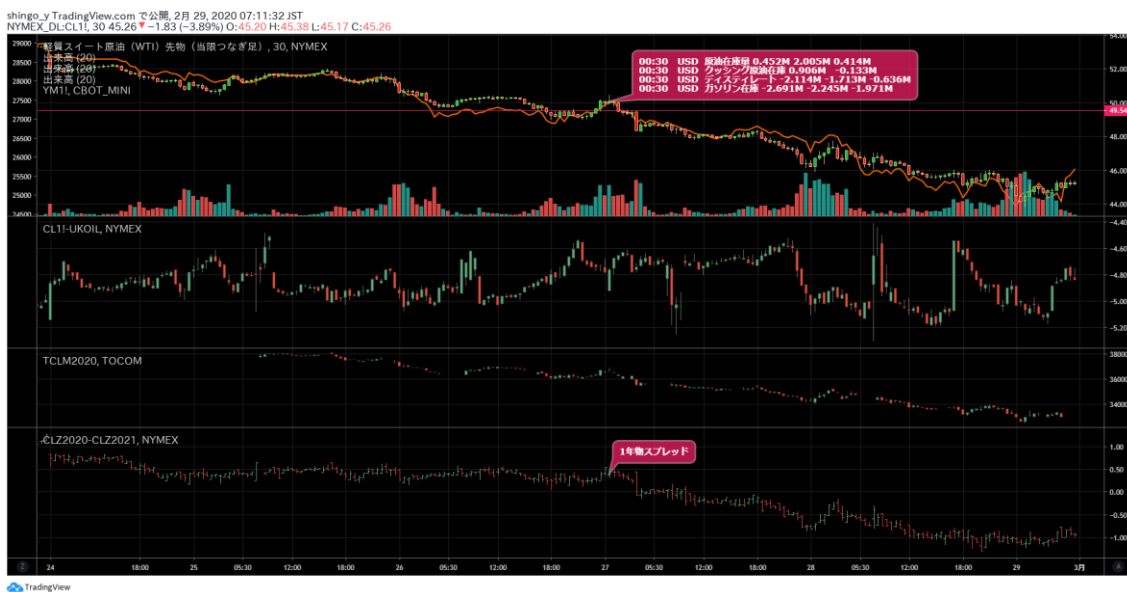 shingo_y TradingView.com で公開, 2月 29, 2020 07:11:32 JST
NYMEX_DL:CL1!, 30 45.26 ▼ −1.83 (−3.89%) O:45.20 H:45.38 L:45.17 C:45.26
軽質スイート原油（WTI）先物（当限つなぎ足）, 30, NYMEX
出来高 (20)
出来高 (20)
出来高 (20)
YM1!, CBOT_MINI
00:30 USD 原油在庫量 0.452M 2.005M 0.414M
00:30 USD クッシング原油在庫 0.906M -0.133M
00:30 USD ディスティレート -2.114M -1.713M -0.636M
00:30 USD ガソリン在庫 -2.691M -2.245M -1.971M
29000
28500
28000
27500
27000
26500
26000
25500
25000
24500
54.00
52.00
50.00
49.54
48.00
46.00
44.00
CL1!-UKOIL, NYMEX
−4.40
−4.80
−5.00
−5.20
TCLM2020, TOCOM
38000
36000
34000
CLZ2020-CLZ2021, NYMEX
1年物スプレッド
1.00
0.50
0.00
−0.50
−1.00
Z 24 18:00 25 05:30 12:00 18:00 26 05:30 12:00 18:00 27 05:30 12:00 18:00 28 05:30 12:00 18:00 29 3月 A
TradingView